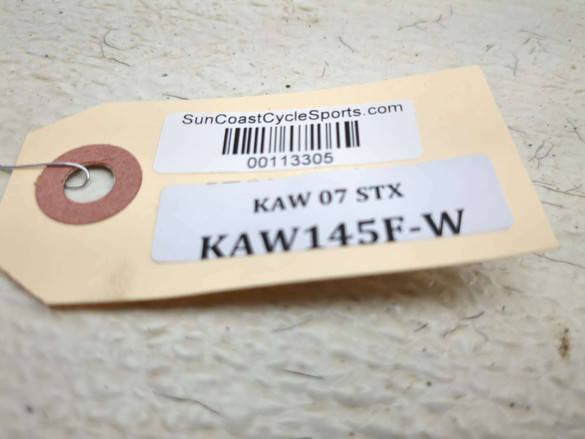 SunCoastCycleSports.com
00113305
KAW 07 STX
KAW145F-W